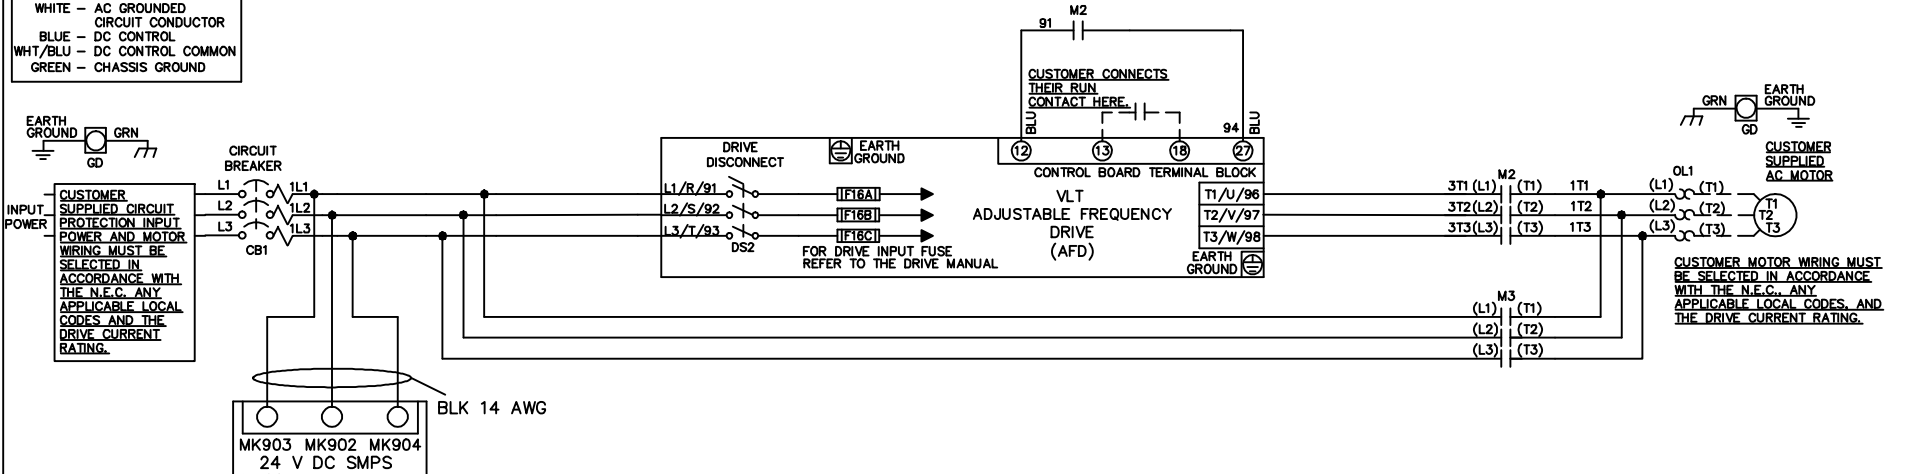 WHITE – AC GROUNDED
CIRCUIT CONDUCTOR
BLUE – DC CONTROL
WHT/BLU – DC CONTROL COMMON
GREEN – CHASSIS GROUND
EARTH
GROUND
GRN
GD
INPUT
POWER
CUSTOMER
SUPPLIED CIRCUIT
PROTECTION INPUT
POWER AND MOTOR
WIRING MUST BE
SELECTED IN
ACCORDANCE WITH
THE N.E.C. ANY
APPLICABLE LOCAL
CODES AND THE
DRIVE CURRENT
RATING.
CIRCUIT
BREAKER
L1
L2
L3
1L1
1L2
1L3
CB1
BLK 14 AWG
MK903 MK902 MK904
24 V DC SMPS
DRIVE
DISCONNECT
L1/R/91
L2/S/92
L3/T/93
DS2
EARTH
GROUND
F16A
F16B
F16C
FOR DRIVE INPUT FUSE
REFER TO THE DRIVE MANUAL
M2
91
CUSTOMER CONNECTS
THEIR RUN
CONTACT HERE.
BLU
94
BLU
12
13
18
27
CONTROL BOARD TERMINAL BLOCK
VLT
ADJUSTABLE FREQUENCY
DRIVE
(AFD)
T1/U/96
T2/V/97
T3/W/98
EARTH
GROUND
M2
3T1 (L1) (T1) 1T1
3T2 (L2) (T2) 1T2
3T3 (L3) (T3) 1T3
M3
(L1) (T1)
(L2) (T2)
(L3) (T3)
OL1
(L1) (T1)
(L2) (T2)
(L3) (T3)
T1
T2
T3
GRN
EARTH
GROUND
GD
CUSTOMER
SUPPLIED
AC MOTOR
CUSTOMER MOTOR WIRING MUST
BE SELECTED IN ACCORDANCE
WITH THE N.E.C., ANY
APPLICABLE LOCAL CODES, AND
THE DRIVE CURRENT RATING.